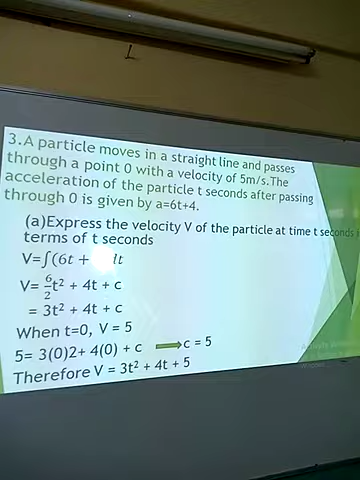 3.A particle moves in a straight line and passes
through a point 0 with a velocity of 5m/s.The
acceleration of the particle t seconds after passing
through 0 is given by a=6t+4.
(a)Express the velocity V of the particle at time t seconds
terms of t seconds
V=∫(6t + dt
V= 6/2 t² + 4t + c
= 3t² + 4t + c
When t=0, V = 5
5= 3(0)2+ 4(0) + c ⟹ c = 5
Therefore V = 3t² + 4t + 5